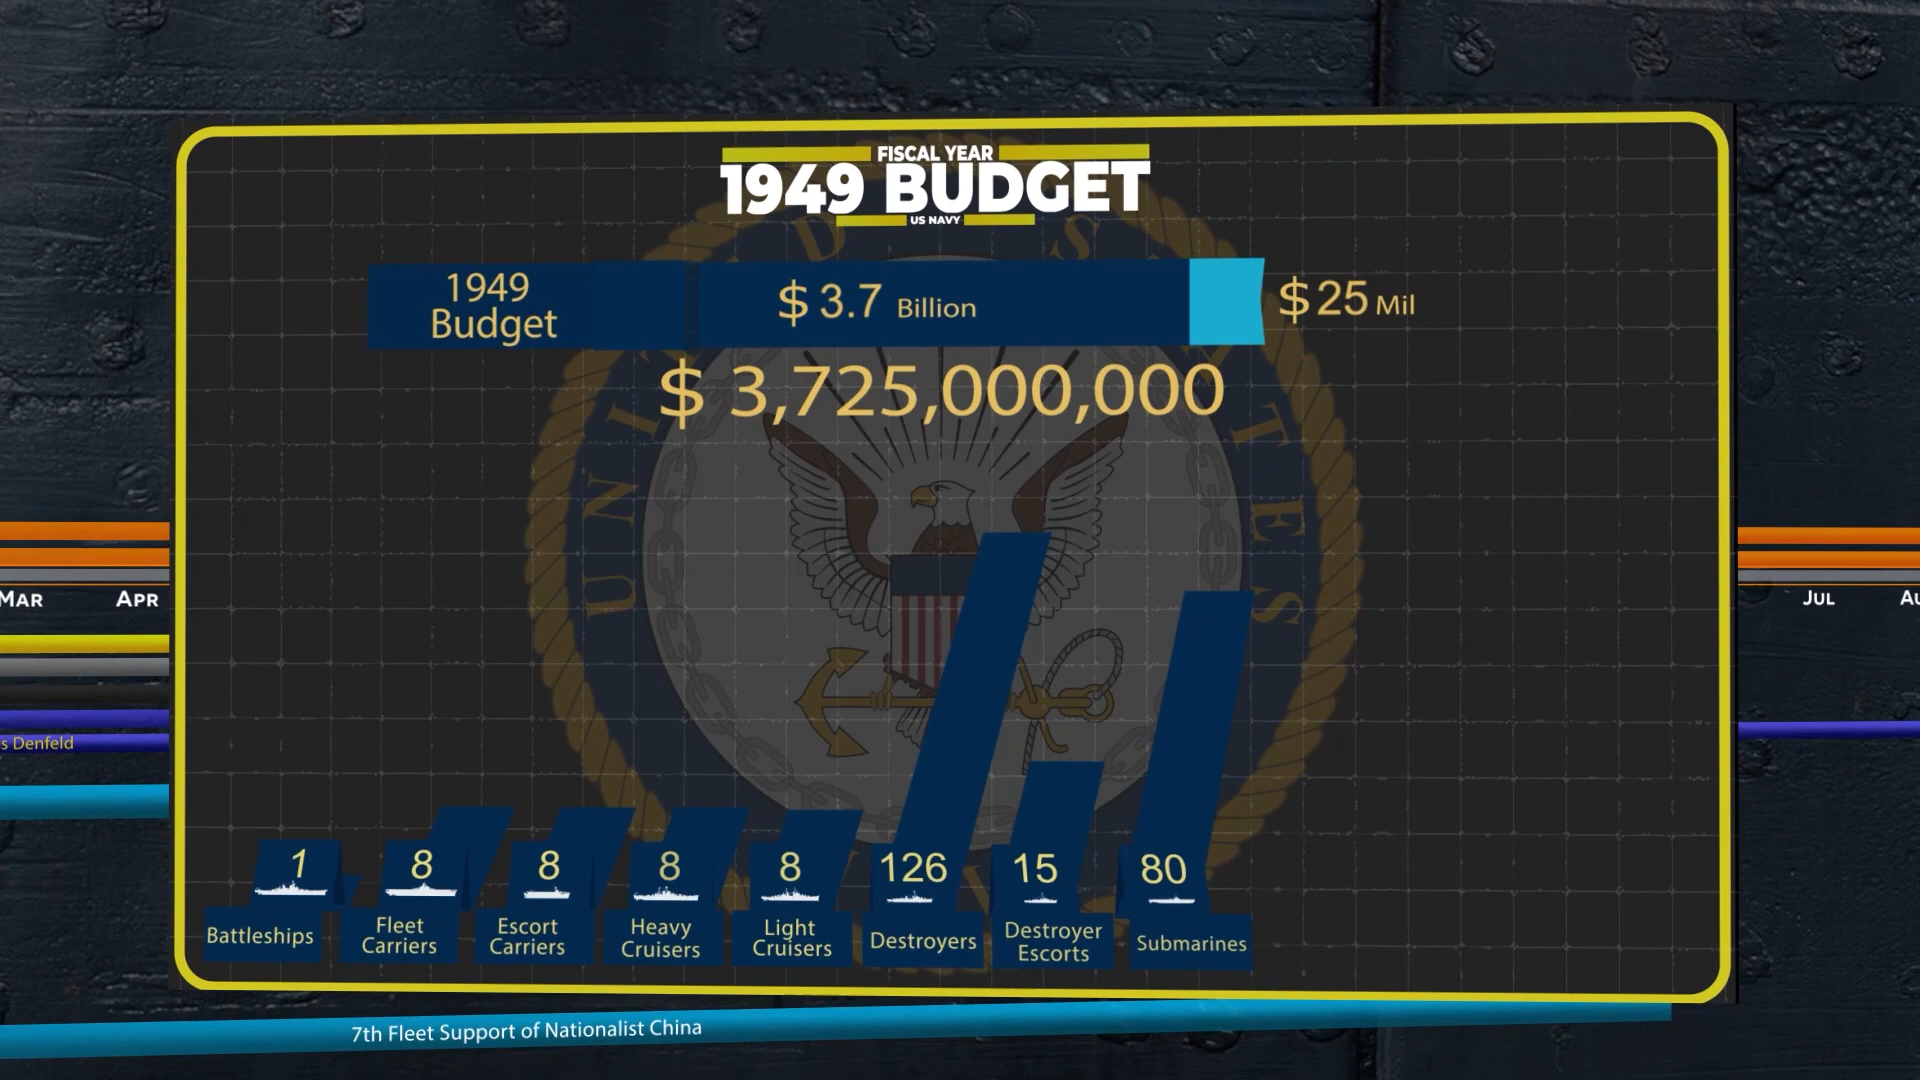 FISCAL YEAR
1949 BUDGET
US NAVY
1949
Budget
$ 3.7 Billion
$ 25 Mil
$ 3,725,000,000
UNITED STATES
MAR
APR
JUL
s Denfeld
1
8
8
8
8
126
15
80
Battleships
Fleet
Carriers
Escort
Carriers
Heavy
Cruisers
Light
Cruisers
Destroyers
Destroyer
Escorts
Submarines
7th Fleet Support of Nationalist China